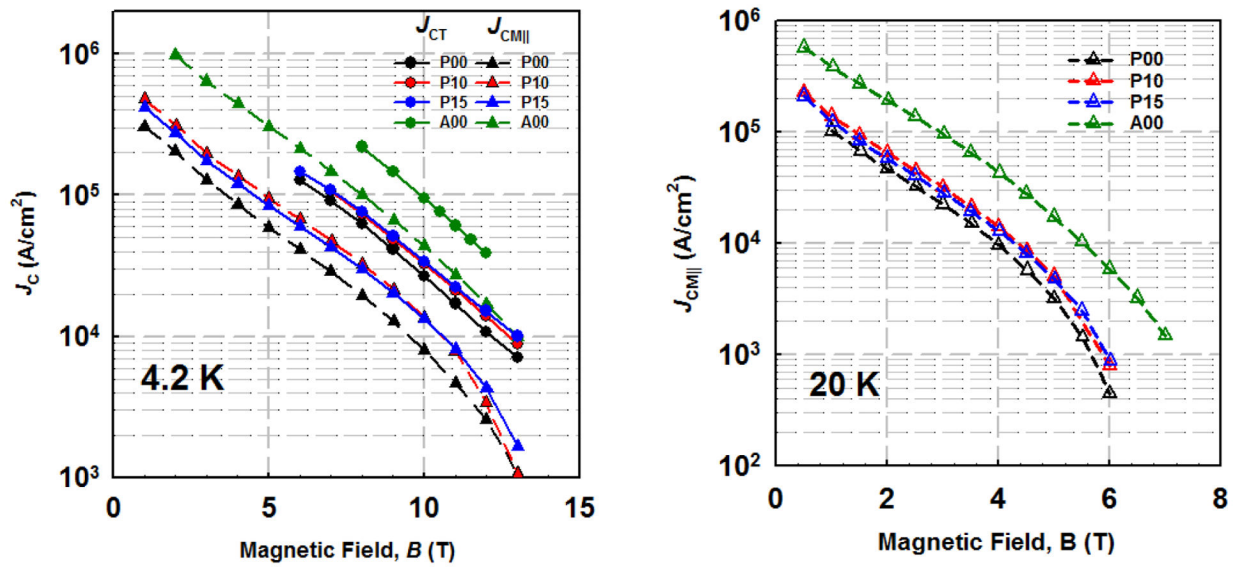 J_CT J_CM||
P00 P00
P10 P10
P15 P15
A00 A00
10^6
10^5
10^4
10^3
J_C (A/cm^2)
4.2 K
0 5 10 15
Magnetic Field, B (T)
P00
P10
P15
A00
10^6
10^5
10^4
10^3
10^2
J_CM|| (A/cm^2)
20 K
0 2 4 6 8
Magnetic Field, B (T)